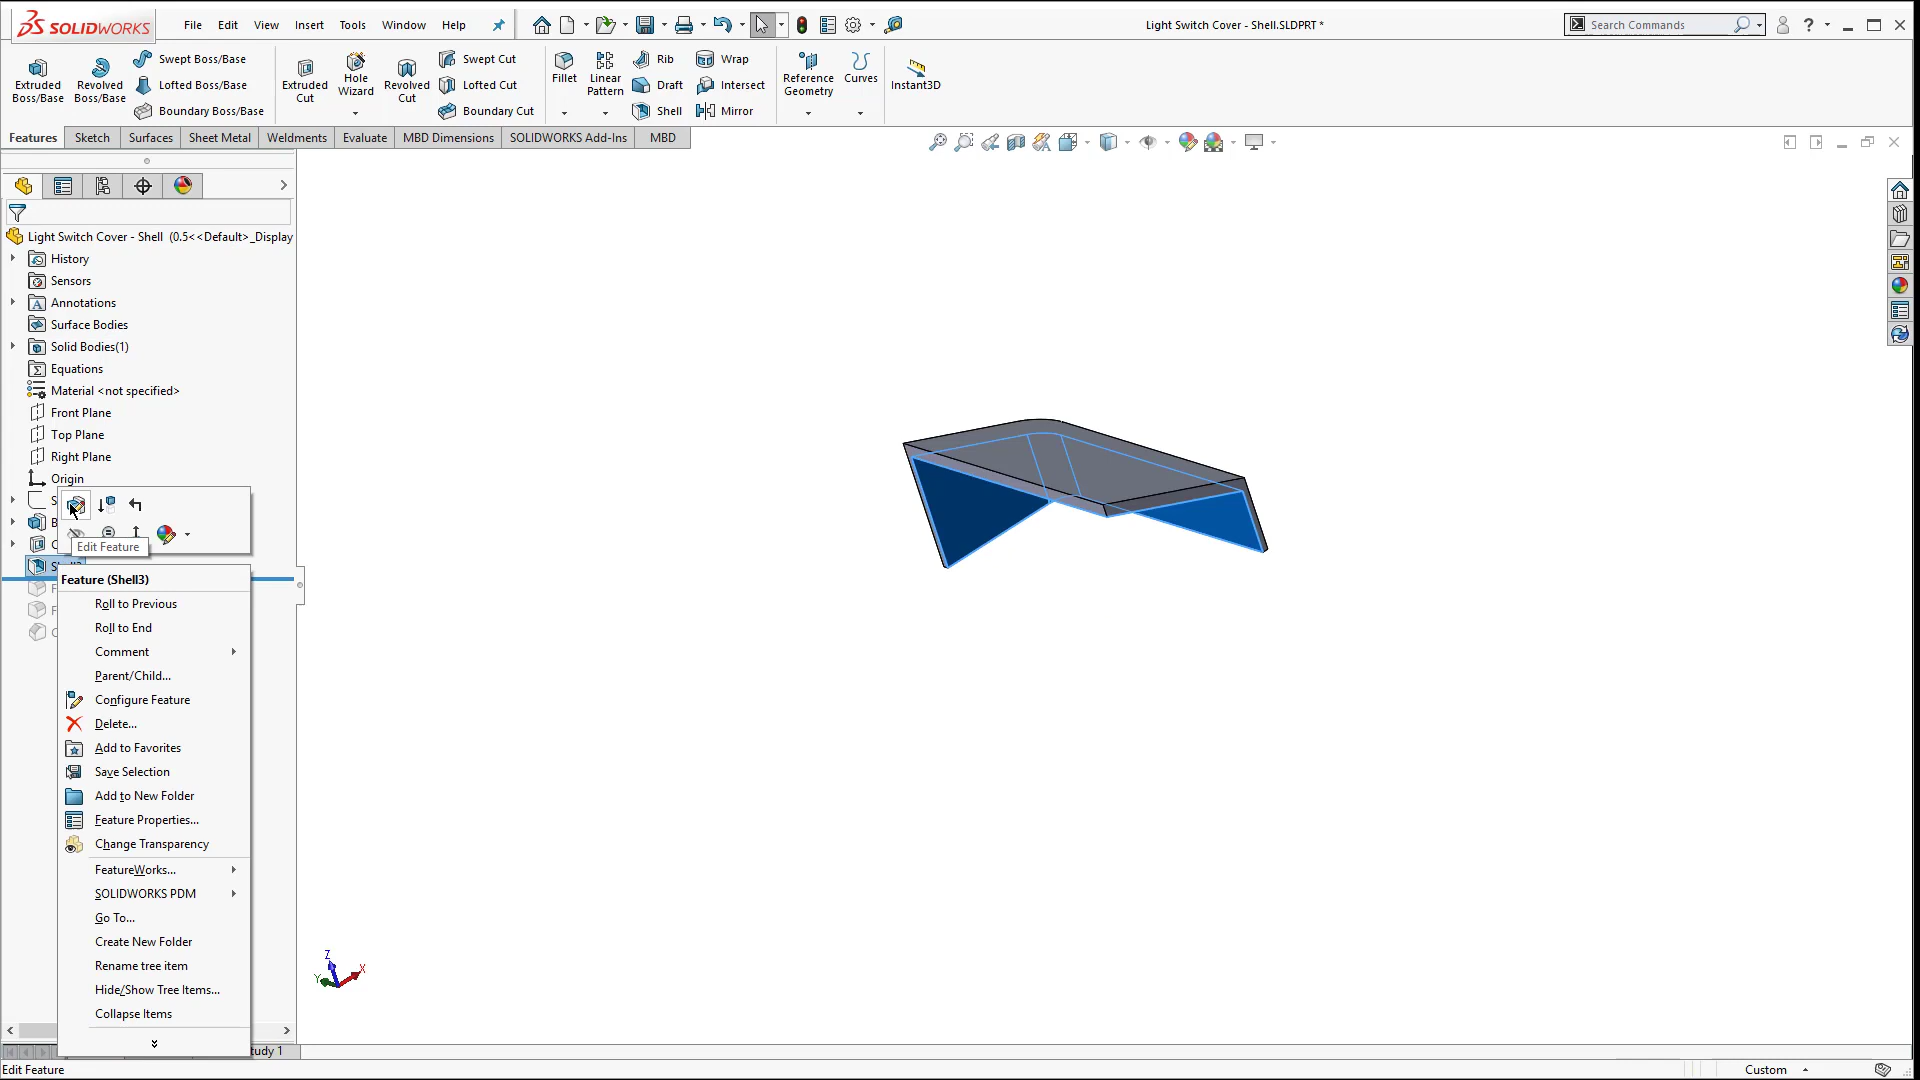 SOLIDWORKS
File Edit View Insert Tools Window Help
Light Switch Cover - Shell.SLDPRT *
Search Commands
Extruded Boss/Base
Revolved Boss/Base
Swept Boss/Base
Lofted Boss/Base
Boundary Boss/Base
Extruded Cut
Hole Wizard
Revolved Cut
Swept Cut
Lofted Cut
Boundary Cut
Fillet
Linear Pattern
Rib
Draft
Shell
Wrap
Intersect
Mirror
Reference Geometry
Curves
Instant3D
Features Sketch Surfaces Sheet Metal Weldments Evaluate MBD Dimensions SOLIDWORKS Add-Ins MBD
Light Switch Cover - Shell (0.5<<Default>_Display
History
Sensors
Annotations
Surface Bodies
Solid Bodies(1)
Equations
Material <not specified>
Front Plane
Top Plane
Right Plane
Origin
Edit Feature
Feature (Shell3)
Roll to Previous
Roll to End
Comment
Parent/Child...
Configure Feature
Delete...
Add to Favorites
Save Selection
Add to New Folder
Feature Properties...
Change Transparency
FeatureWorks...
SOLIDWORKS PDM
Go To...
Create New Folder
Rename tree item
Hide/Show Tree Items...
Collapse Items
Z
X
Y
tudy 1
Edit Feature
Custom